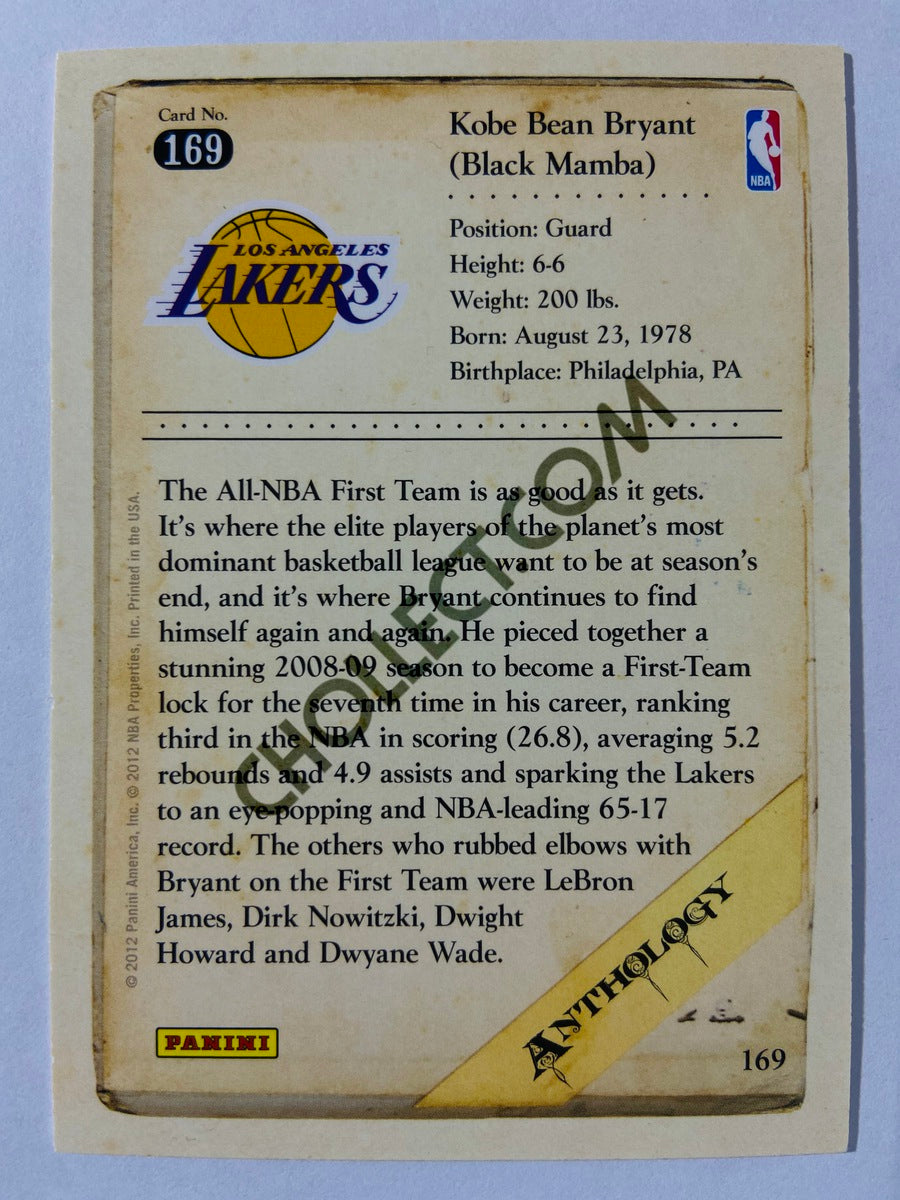 Card No.
169
Kobe Bean Bryant
(Black Mamba)
NBA
LOS ANGELES
LAKERS
Position: Guard
Height: 6-6
Weight: 200 lbs.
Born: August 23, 1978
Birthplace: Philadelphia, PA
The All-NBA First Team is as good as it gets.
It's where the elite players of the planet's most
dominant basketball league want to be at season's
end, and it's where Bryant continues to find
himself again and again. He pieced together a
stunning 2008-09 season to become a First-Team
lock for the seventh time in his career, ranking
third in the NBA in scoring (26.8), averaging 5.2
rebounds and 4.9 assists and sparking the Lakers
to an eye-popping and NBA-leading 65-17
record. The others who rubbed elbows with
Bryant on the First Team were LeBron
James, Dirk Nowitzki, Dwight
Howard and Dwyane Wade.
© 2012 Panini America, Inc. © 2012 NBA Properties, Inc. Printed in the USA.
CHOLLECT.COM
ANTHOLOGY
PANINI
169